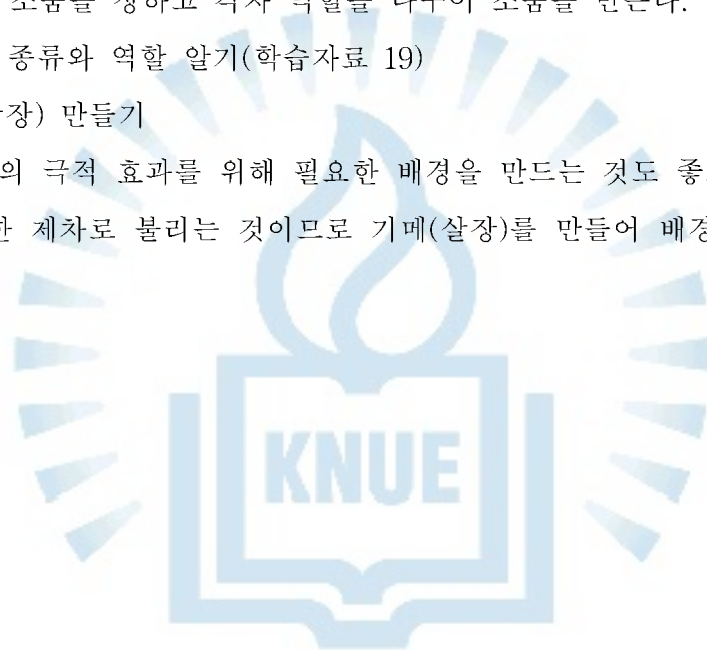 소품을 정하고 각자 역할을 나누어 소품을 만든다.
종류와 역할 알기(학습자료 19)
장) 만들기
의 극적 효과를 위해 필요한 배경을 만드는 것도 좋
한 제차로 불리는 것이므로 기메(살장)를 만들어 배경
KNUE